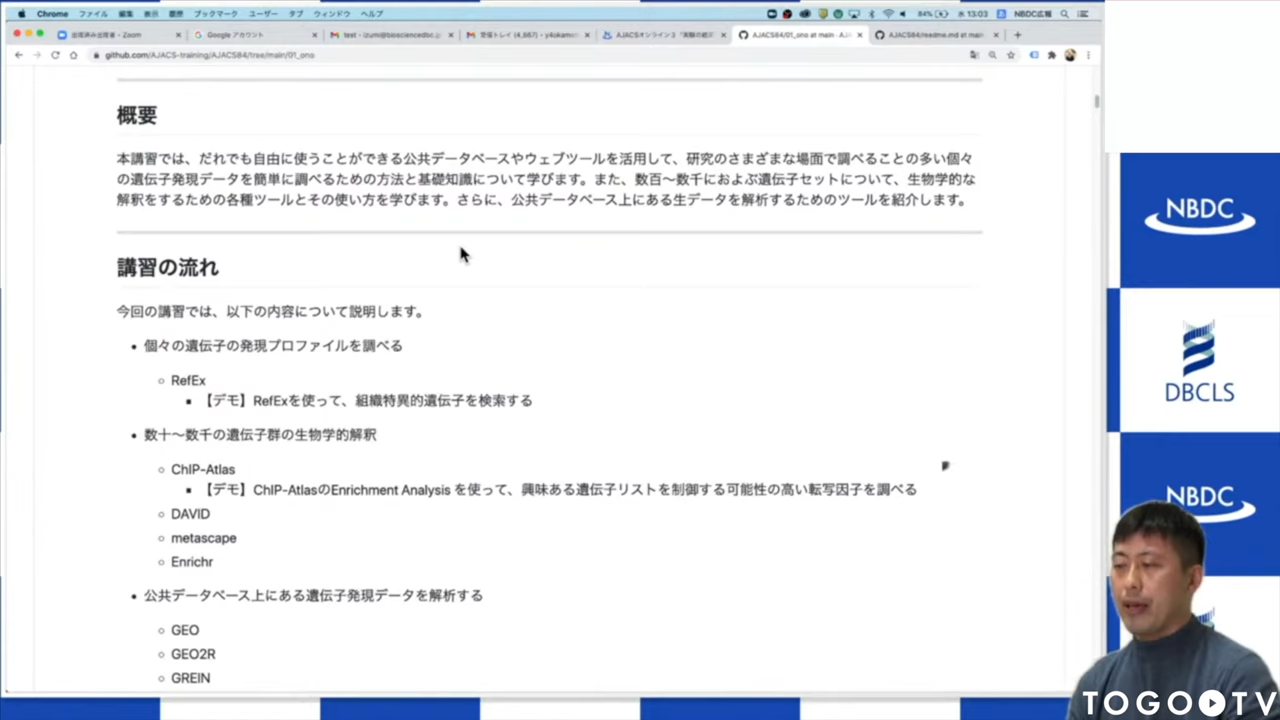 Chrome ファイル 編集 表示 履歴 ブックマーク ユーザー タブ ウィンドウ ヘルプ
84% 水 13:03 NBDC広報
Zoom
Google アカウント
AJACS84/01_ono at main
AJACS84/readme.md at main
github.com/AJACS-training/AJACS84/tree/main/01_ono
概要
本講習では、だれでも自由に使うことができる公共データベースやウェブツールを活用して、研究のさまざまな場面で調べることの多い個々
の遺伝子発現データを簡単に調べるための方法と基礎知識について学びます。また、数百〜数千におよぶ遺伝子セットについて、生物学的な
解釈をするための各種ツールとその使い方を学びます。さらに、公共データベース上にある生データを解析するためのツールを紹介します。
講習の流れ
今回の講習では、以下の内容について説明します。
個々の遺伝子の発現プロファイルを調べる
RefEx
【デモ】RefExを使って、組織特異的遺伝子を検索する
数十〜数千の遺伝子群の生物学的解釈
ChIP-Atlas
【デモ】ChIP-AtlasのEnrichment Analysis を使って、興味ある遺伝子リストを制御する可能性の高い転写因子を調べる
DAVID
metascape
Enrichr
公共データベース上にある遺伝子発現データを解析する
GEO
GEO2R
GREIN
NBDC
DBCLS
NBDC
TOGO TV